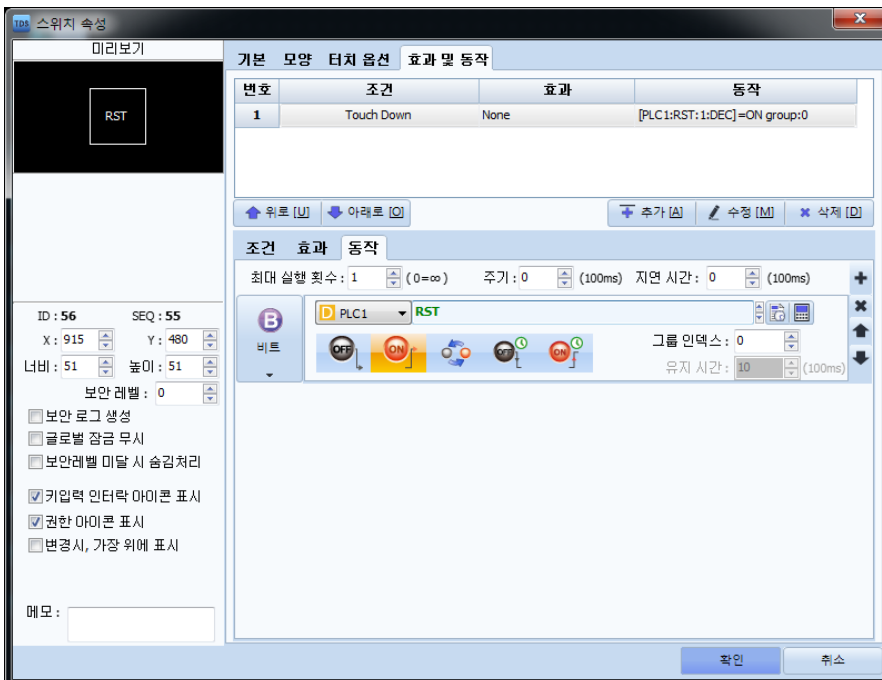 TDS 스위치 속성
미리보기
RST
기본 모양 터치 옵션 효과 및 동작
번호 조건 효과 동작
1 Touch Down None [PLC1:RST:1:DEC]=ON group:0
위로 [U] 아래로 [O] 추가 [A] 수정 [M] 삭제 [D]
조건 효과 동작
최대 실행 횟수 : 1 ( 0=∞ ) 주기 : 0 (100ms) 지연 시간 : 0 (100ms)
B 비트
D PLC1 RST
OFF ON OFF ON
그룹 인덱스 : 0
유지 시간 : 10 (100ms)
ID : 56 SEQ : 55
X : 915 Y : 480
너비 : 51 높이 : 51
보안 레벨 : 0
보안 로그 생성
글로벌 잠금 무시
보안레벨 미달 시 숨김처리
키입력 인터락 아이콘 표시
권한 아이콘 표시
변경시, 가장 위에 표시
메모 :
확인 취소